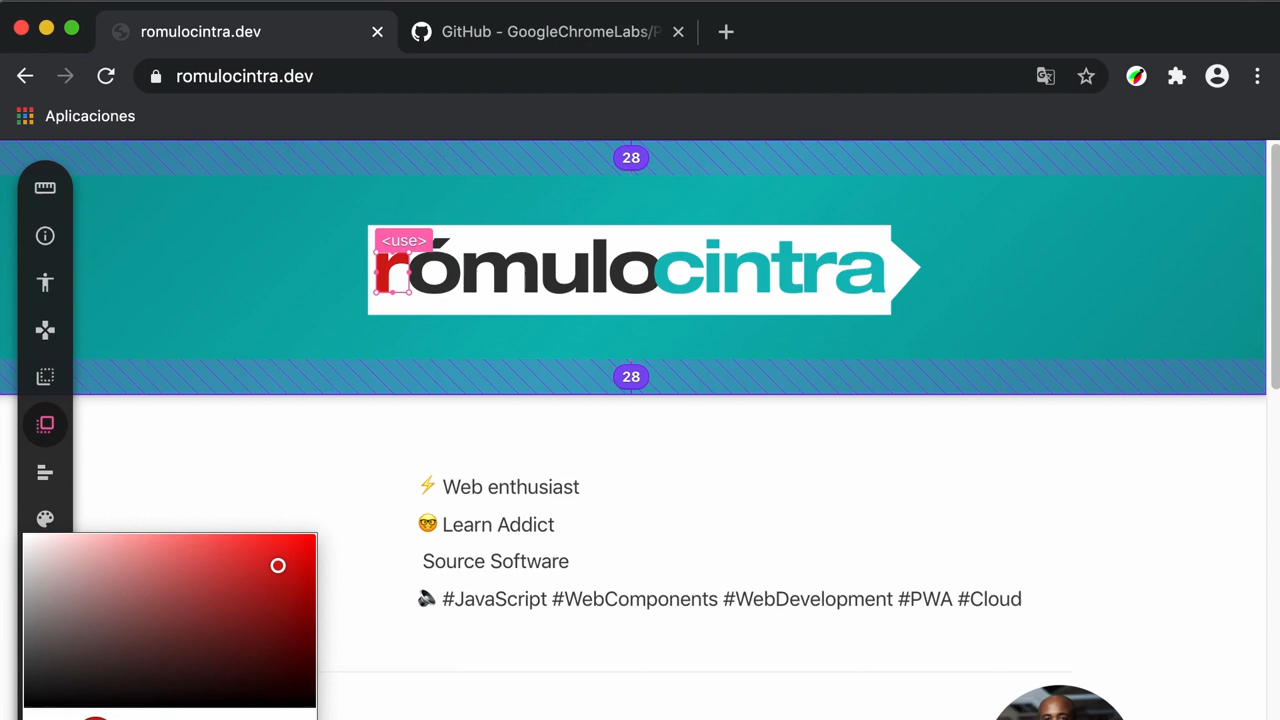 romulocintra.dev
GitHub - GoogleChromeLabs/P
romulocintra.dev
Aplicaciones
28
<use>
rómulocintra
28
Web enthusiast
Learn Addict
Source Software
#JavaScript #WebComponents #WebDevelopment #PWA #Cloud